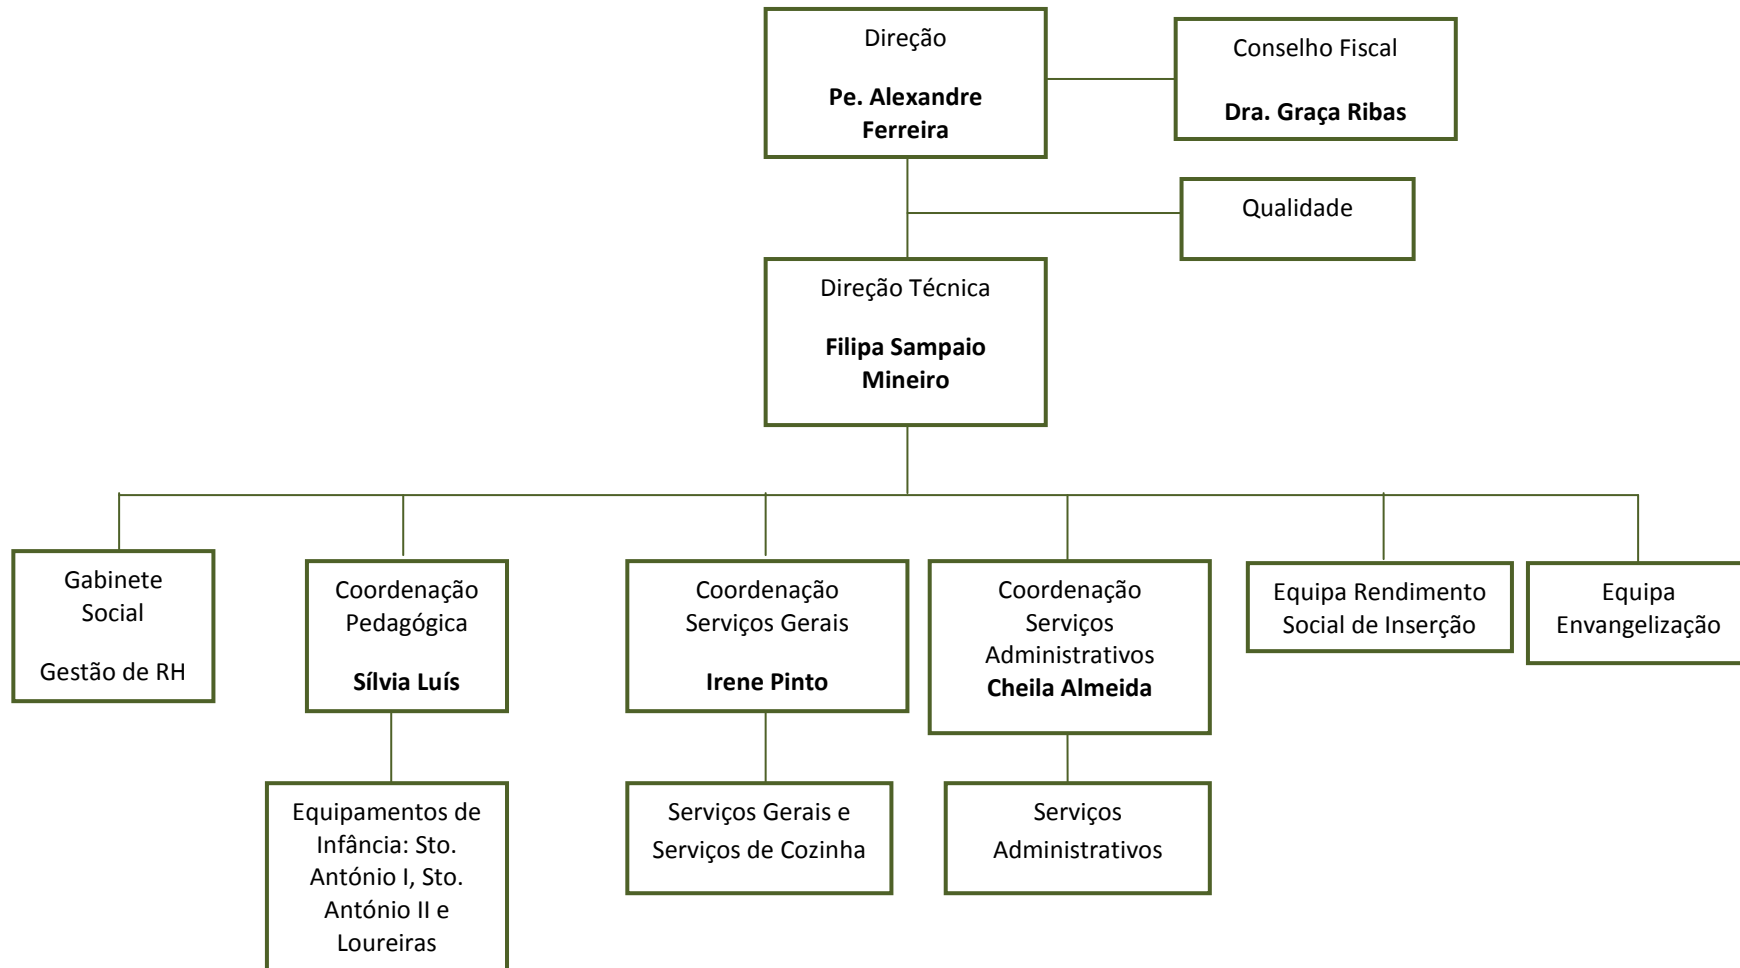 Direção
Pe. Alexandre
Ferreira
Conselho Fiscal
Dra. Graça Ribas
Qualidade
Direção Técnica
Filipa Sampaio
Mineiro
Gabinete
Social
Gestão de RH
Coordenação
Pedagógica
Sílvia Luís
Coordenação
Serviços Gerais
Irene Pinto
Coordenação
Serviços
Administrativos
Cheila Almeida
Equipa Rendimento
Social de Inserção
Equipa
Envangelização
Equipamentos de
Infância: Sto.
António I, Sto.
António II e
Loureiras
Serviços Gerais e
Serviços de Cozinha
Serviços
Administrativos